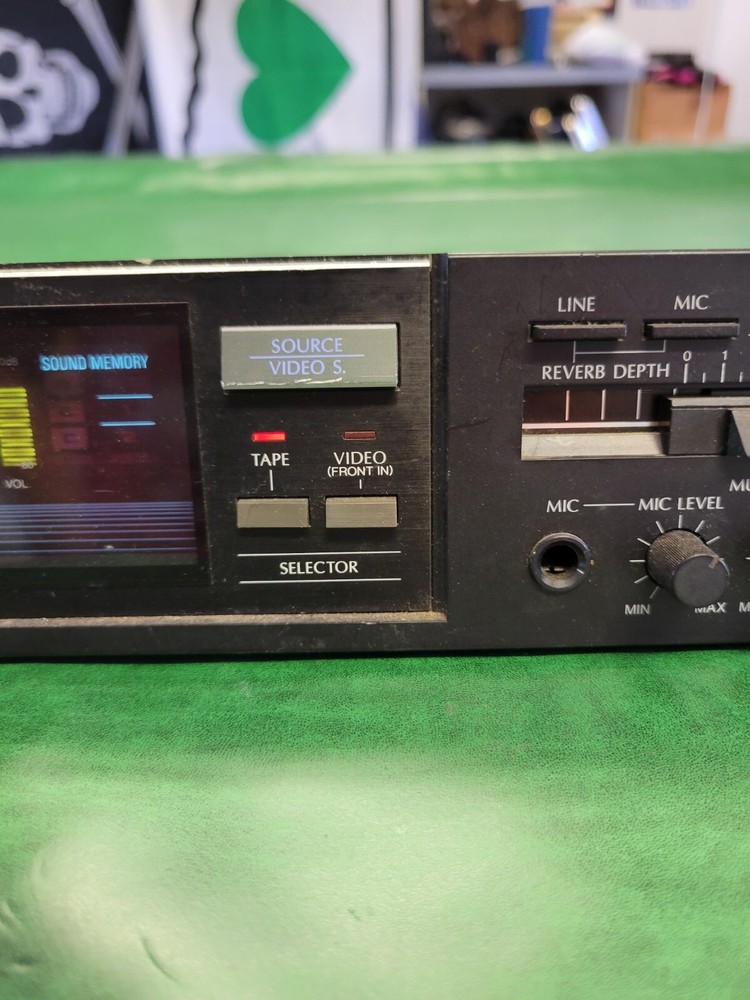 SOUND MEMORY
VOL
SOURCE
VIDEO S.
TAPE
VIDEO
(FRONT IN)
SELECTOR
LINE
MIC
REVERB DEPTH
0 1
MIC
MIC LEVEL
MIN
MAX
MU
M